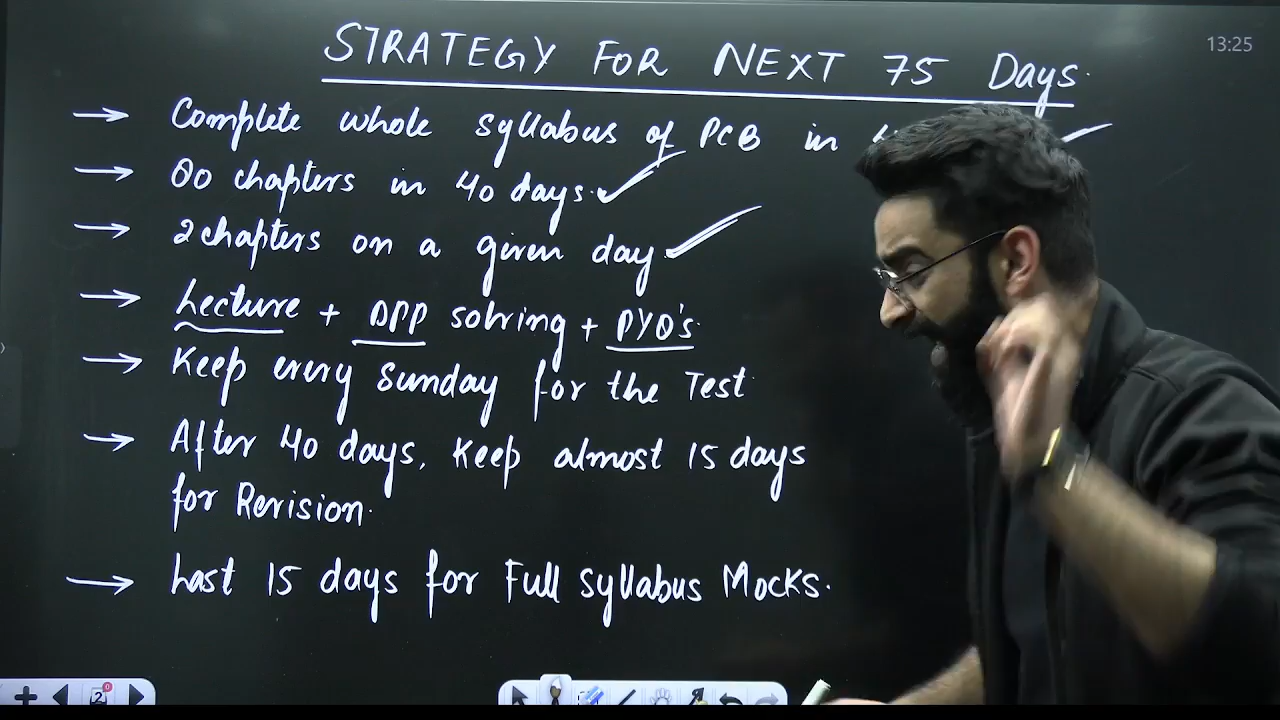 13:25
STRATEGY FOR NEXT 75 Days.
→ Complete whole syllabus of PCB in
→ 80 chapters in 40 days.
→ 2 chapters on a given day
→ Lecture + DPP solving + PYQ's.
→ Keep every Sunday for the Test.
→ After 40 days, Keep almost 15 days
for Revision.
→ Last 15 days for Full Syllabus Mocks.
2